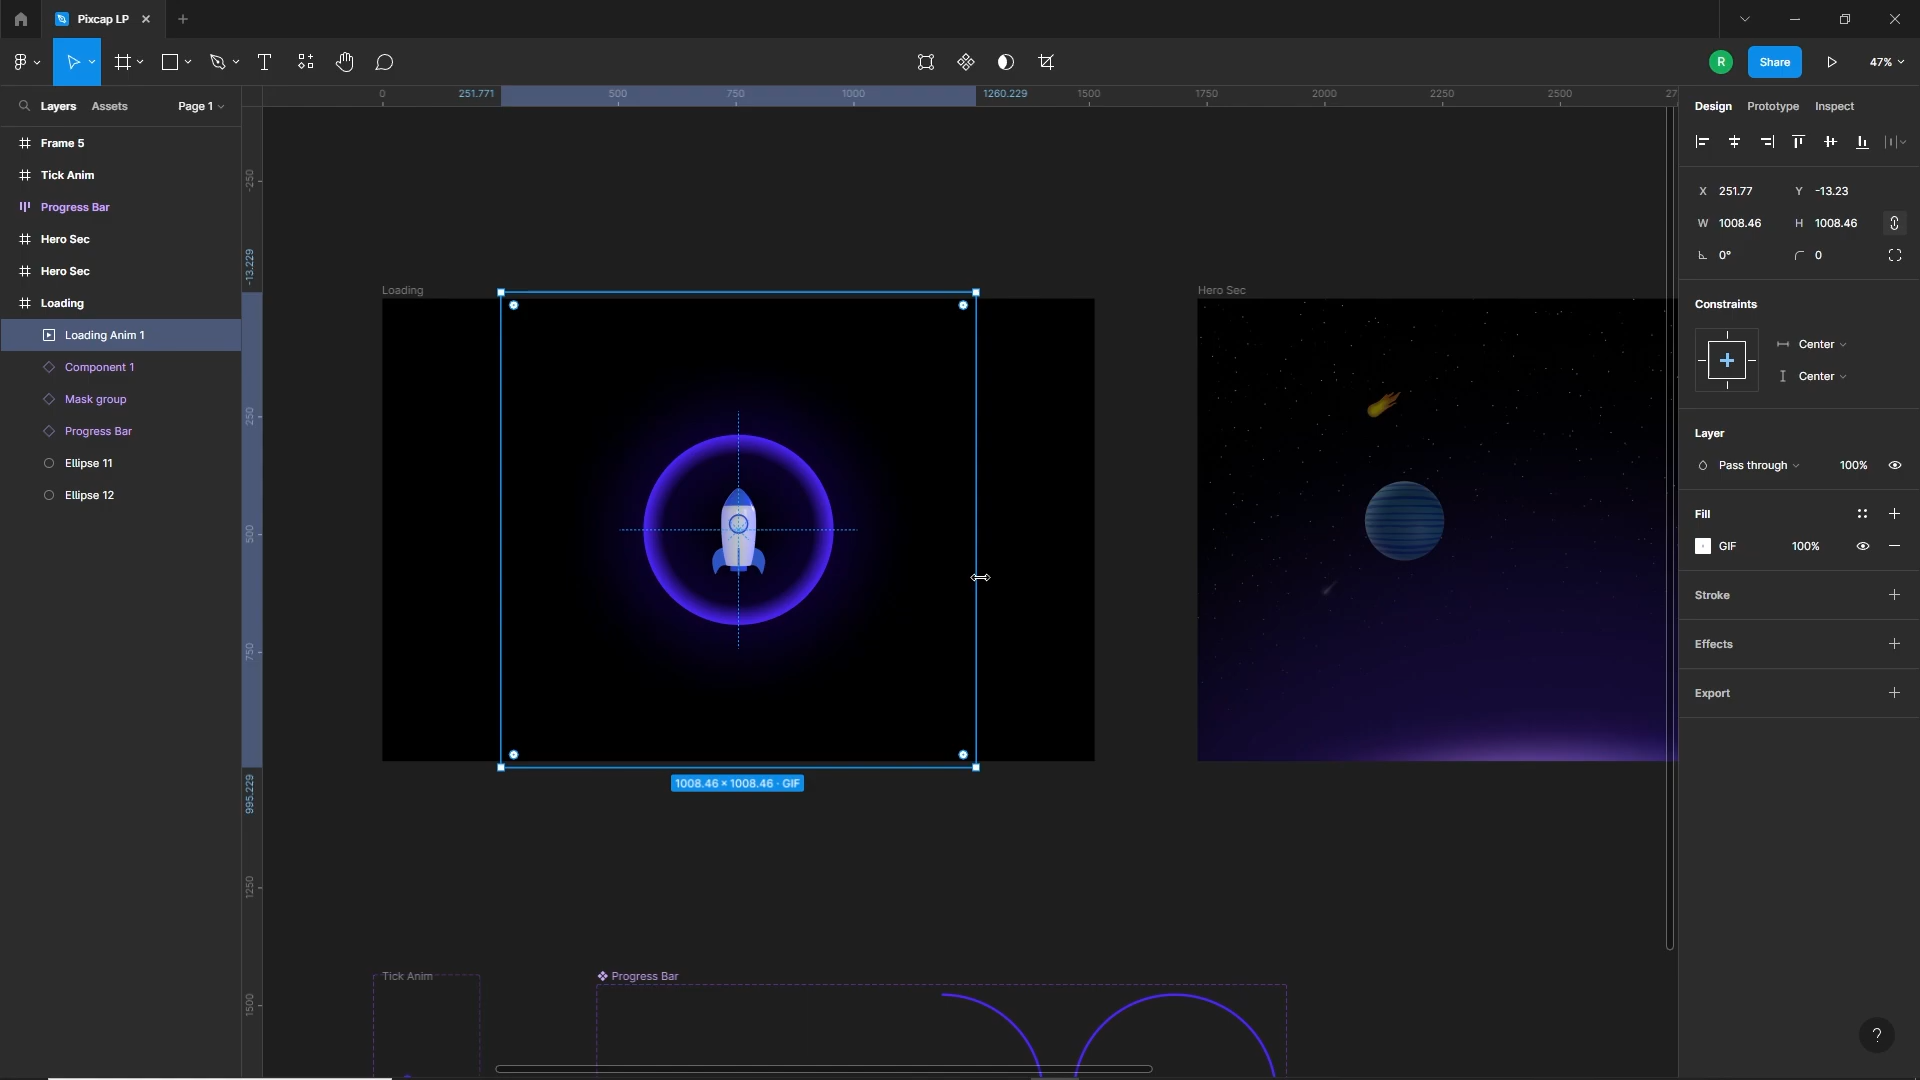 Pixcap LP
R
Share
47%
Layers
Assets
Page 1
Design
Prototype
Inspect
0
251.771
500
750
1000
1260.229
1500
1750
2000
2250
2500
27
-250
-13.229
250
500
750
995.229
1250
1500
Frame 5
Tick Anim
Progress Bar
Hero Sec
Hero Sec
Loading
Loading Anim 1
Component 1
Mask group
Progress Bar
Ellipse 11
Ellipse 12
Loading
Hero Sec
1008.46 × 1008.46 · GIF
Tick Anim
Progress Bar
X 251.77 Y -13.23
W 1008.46 H 1008.46
0° 0
Constraints
Center
Center
Layer
Pass through 100%
Fill
GIF 100%
Stroke
Effects
Export
?